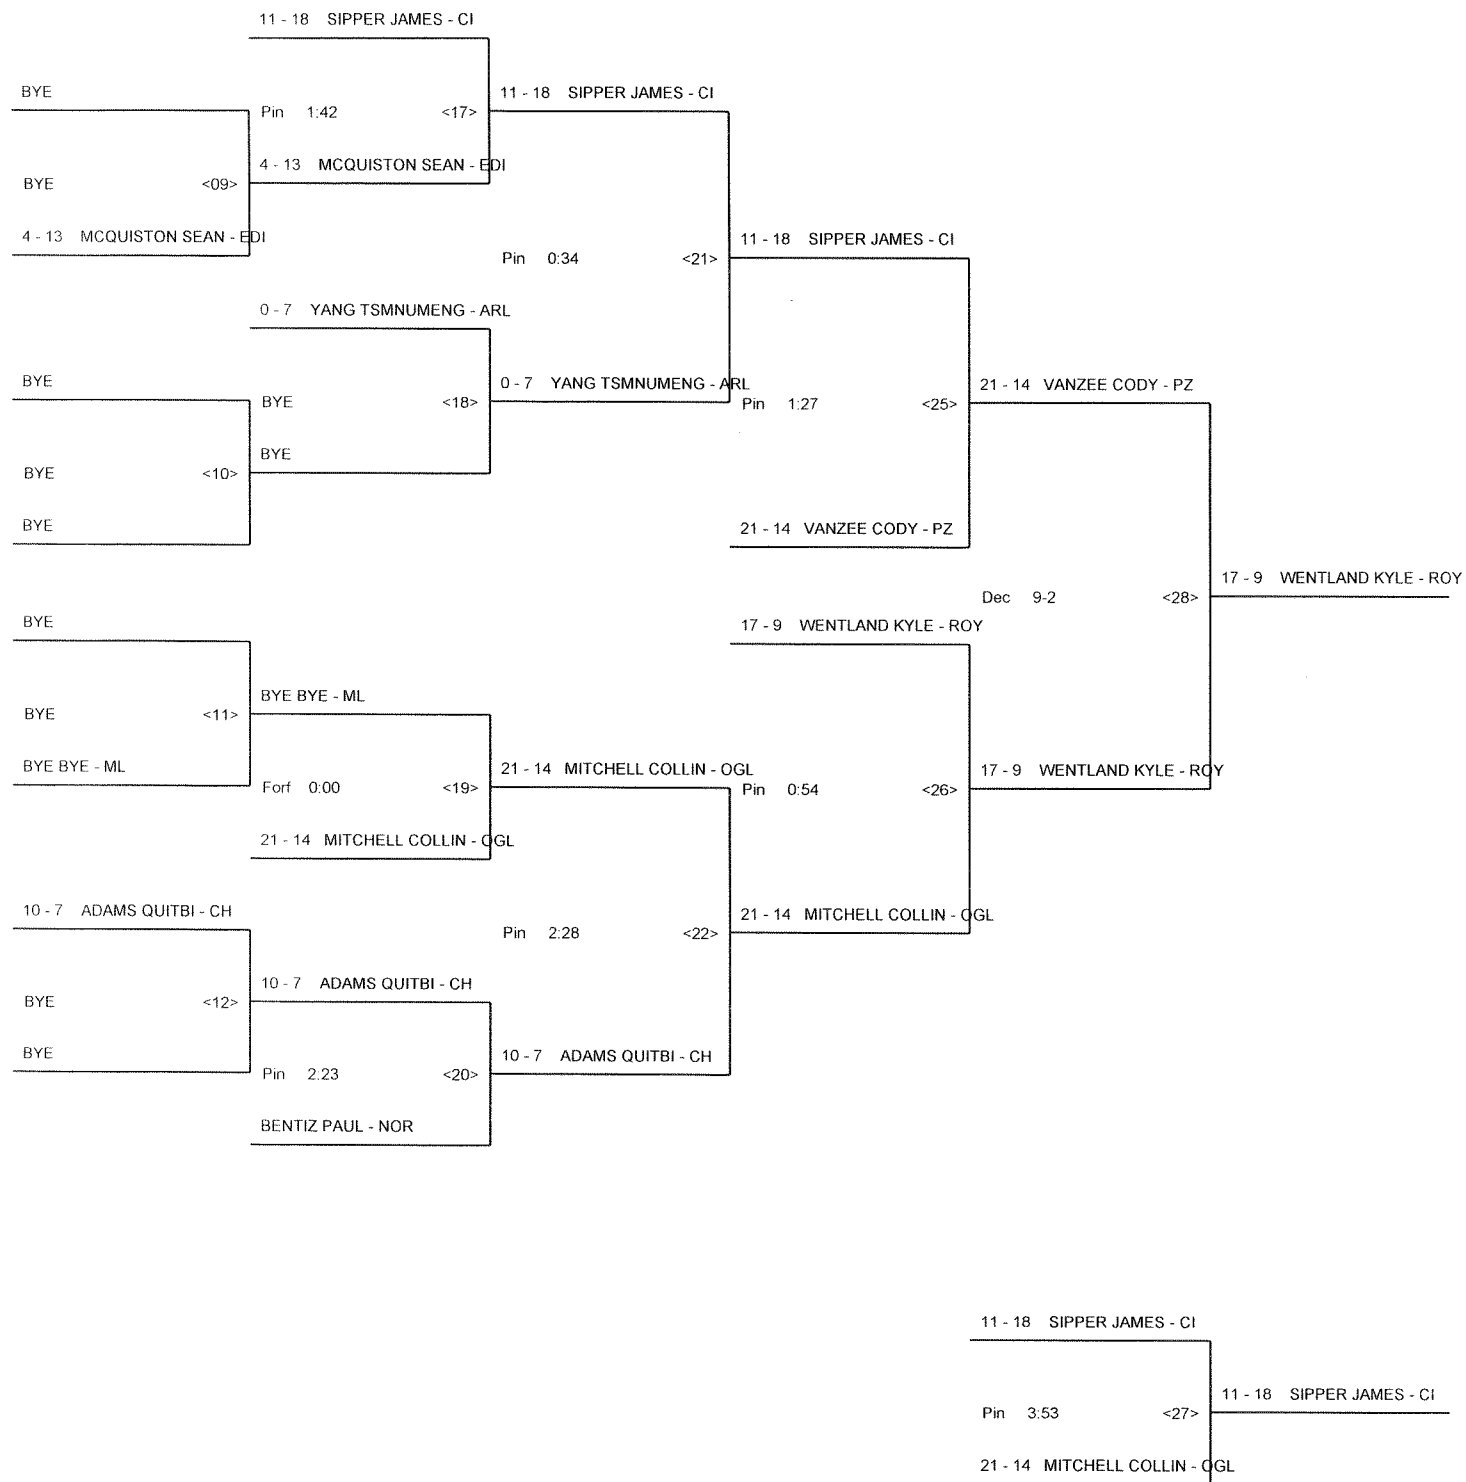 11 - 18 SIPPER JAMES - CI
BYE
Pin 1:42 <17>
11 - 18 SIPPER JAMES - CI
4 - 13 MCQUISTON SEAN - EDI
BYE <09>
4 - 13 MCQUISTON SEAN - EDI
Pin 0:34 <21>
11 - 18 SIPPER JAMES - CI
0 - 7 YANG TSMNUMENG - ARL
BYE
BYE <18>
0 - 7 YANG TSMNUMENG - ARL
Pin 1:27 <25>
21 - 14 VANZEE CODY - PZ
BYE
BYE <10>
BYE
21 - 14 VANZEE CODY - PZ
Dec 9-2 <28>
17 - 9 WENTLAND KYLE - ROY
BYE
17 - 9 WENTLAND KYLE - ROY
BYE BYE - ML
BYE <11>
BYE BYE - ML
Forf 0:00 <19>
21 - 14 MITCHELL COLLIN - OGL
Pin 0:54 <26>
17 - 9 WENTLAND KYLE - ROY
21 - 14 MITCHELL COLLIN - OGL
10 - 7 ADAMS QUITBI - CH
Pin 2:28 <22>
21 - 14 MITCHELL COLLIN - OGL
10 - 7 ADAMS QUITBI - CH
BYE <12>
BYE
Pin 2:23 <20>
10 - 7 ADAMS QUITBI - CH
BENTIZ PAUL - NOR
11 - 18 SIPPER JAMES - CI
Pin 3:53 <27>
11 - 18 SIPPER JAMES - CI
21 - 14 MITCHELL COLLIN - OGL